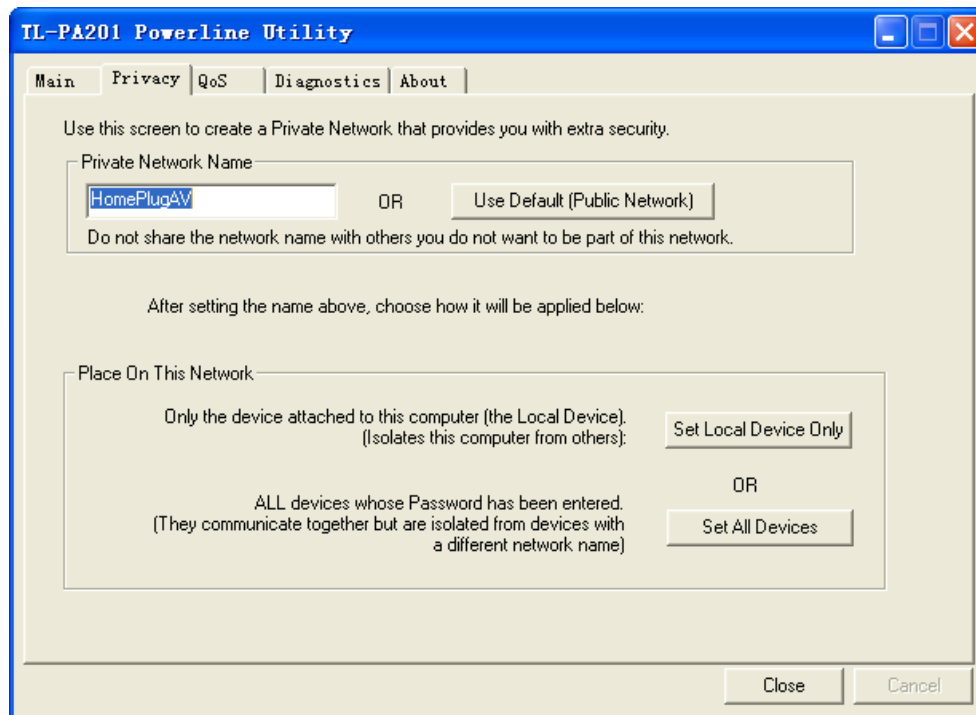 TL-PA201 Powerline Utility
Main Privacy QoS Diagnostics About
Use this screen to create a Private Network that provides you with extra security.
Private Network Name
HomePlugAV OR Use Default (Public Network)
Do not share the network name with others you do not want to be part of this network.
After setting the name above, choose how it will be applied below:
Place On This Network
Only the device attached to this computer (the Local Device).
(Isolates this computer from others):
Set Local Device Only
OR
ALL devices whose Password has been entered.
(They communicate together but are isolated from devices with
a different network name)
Set All Devices
Close Cancel